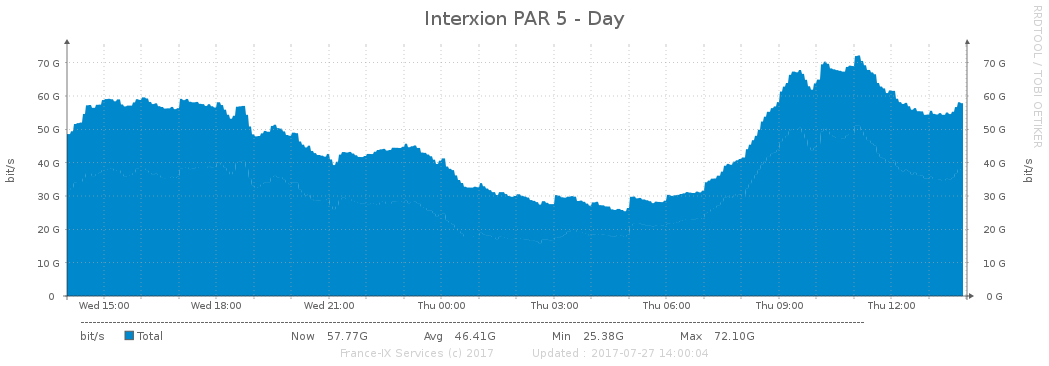 Interxion PAR 5 - Day
RRDTOOL / TOBI OETIKER
bit/s
70 G
60 G
50 G
40 G
30 G
20 G
10 G
0
70 G
60 G
50 G
40 G
30 G
20 G
10 G
0 G
bit/s
Wed 15:00 Wed 18:00 Wed 21:00 Thu 00:00 Thu 03:00 Thu 06:00 Thu 09:00 Thu 12:00
bit/s Total Now 57.77G Avg 46.41G Min 25.38G Max 72.10G
France-IX Services (c) 2017 Updated : 2017-07-27 14:00:04